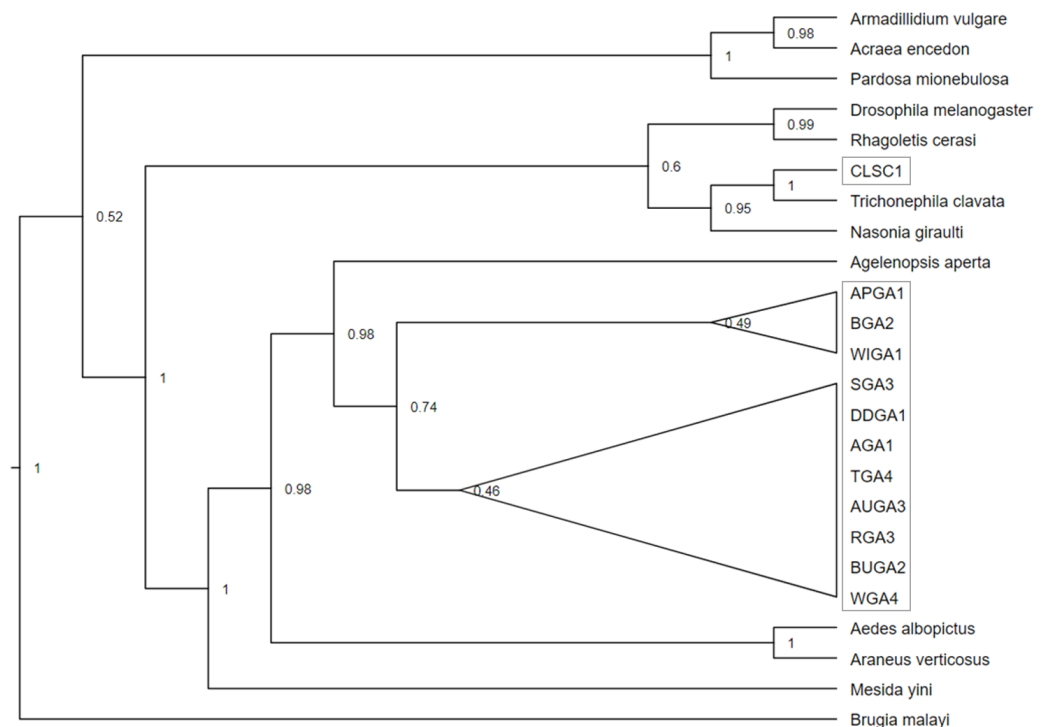 Armadillidium vulgare
0.98
Acraea encedon
1
Pardosa mionebulosa
Drosophila melanogaster
0.99
Rhagoletis cerasi
0.6
CLSC1
1
Trichonephila clavata
0.95
0.52
Nasonia giraulti
Agelenopsis aperta
APGA1
0.49
BGA2
0.98
WIGA1
1
SGA3
0.74
DDGA1
AGA1
1
TGA4
0.98
0.46
AUGA3
RGA3
BUGA2
1
WGA4
Aedes albopictus
1
Araneus verticosus
Mesida yini
Brugia malayi